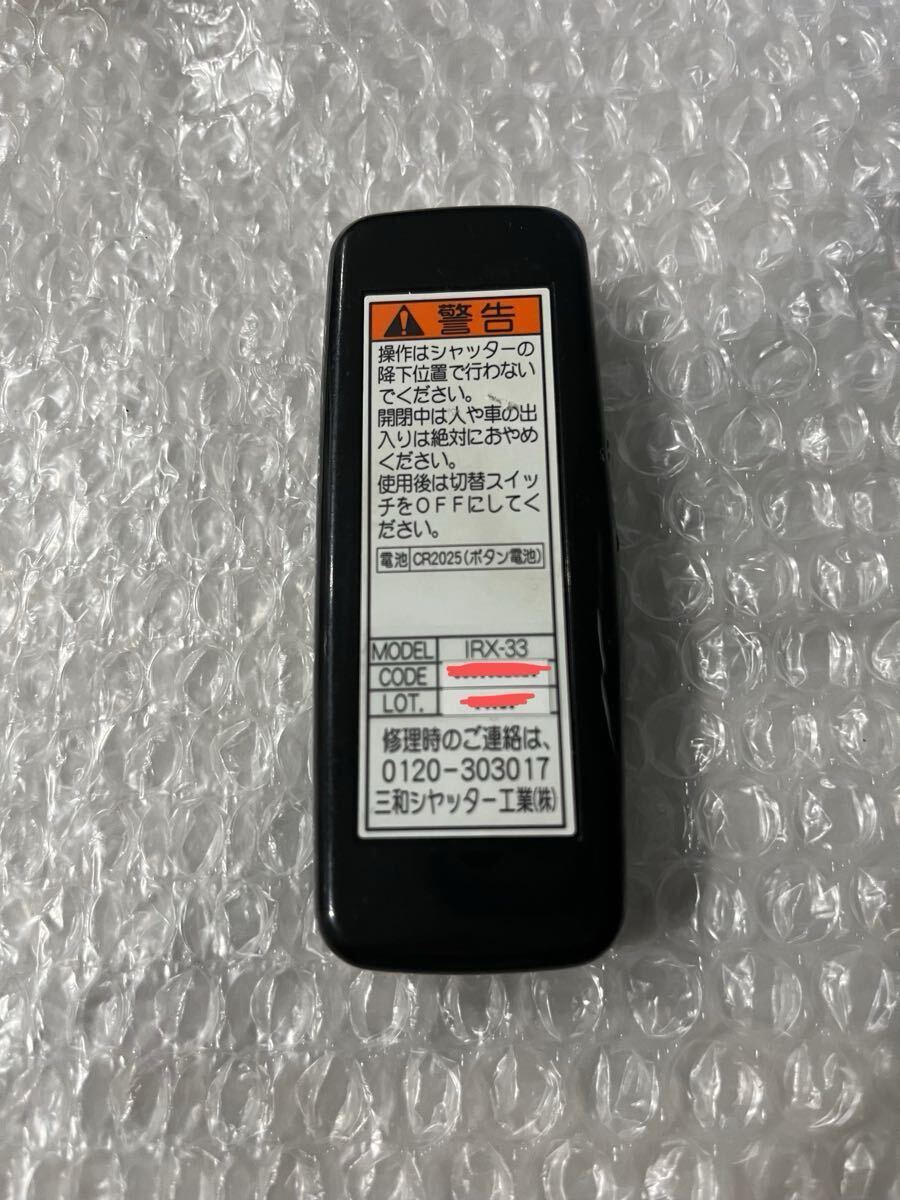 警告
操作はシャッターの
降下位置で行わない
でください。
開閉中は人や車の出
入りは絶対におやめ
ください。
使用後は切替スイッ
チをOFFにしてく
ださい。
電池 CR2025(ボタン電池)
MODEL IRX-33
CODE
LOT.
修理時のご連絡は、
0120-303017
三和シヤッター工業(株)